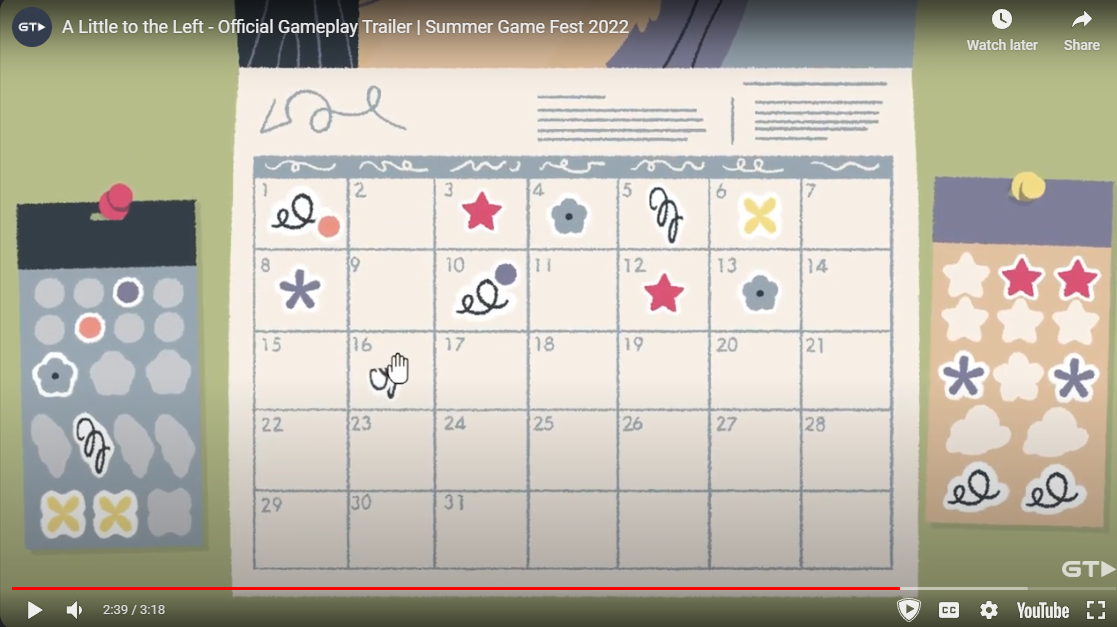 GT
A Little to the Left - Official Gameplay Trailer | Summer Game Fest 2022
Watch later
Share
1 2 3 4 5 6 7
8 9 10 11 12 13 14
15 16 17 18 19 20 21
22 23 24 25 26 27 28
29 30 31
GT
2:39 / 3:18
CC
YouTube